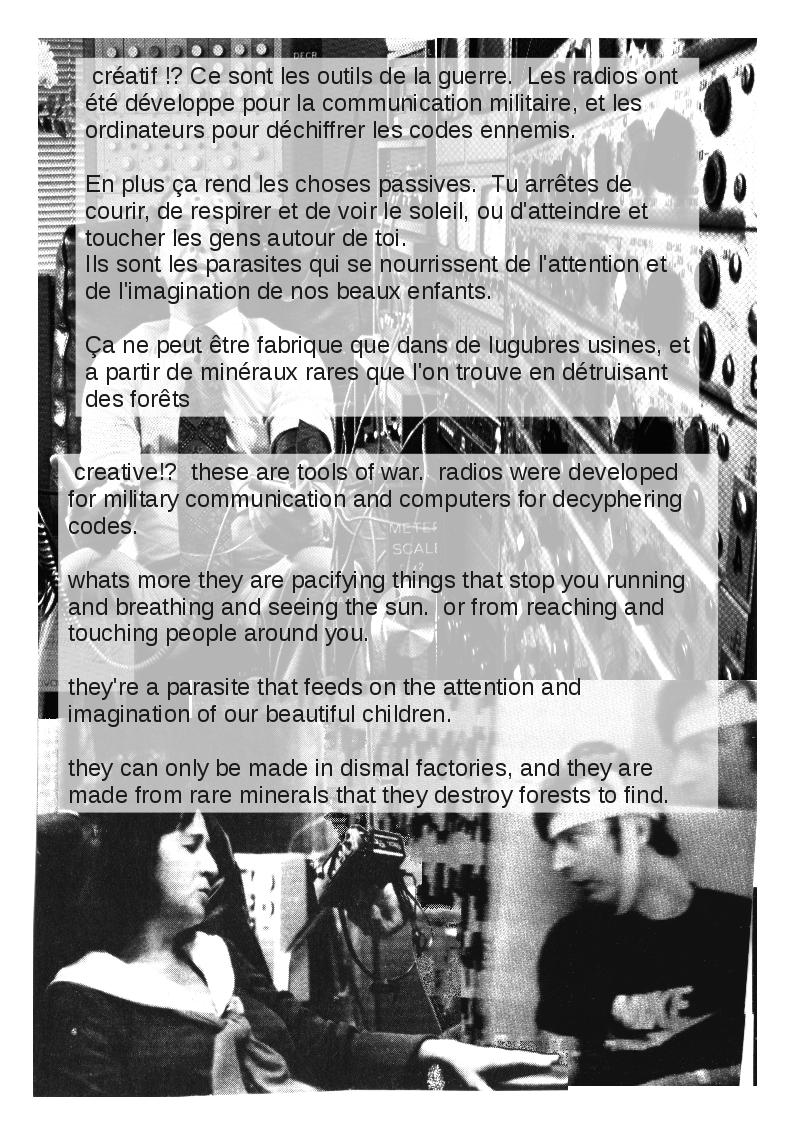 DECR
créatif !? Ce sont les outils de la guerre.  Les radios ont
été développe pour la communication militaire, et les
ordinateurs pour déchiffrer les codes ennemis.
En plus ça rend les choses passives.  Tu arrêtes de
courir, de respirer et de voir le soleil, ou d'atteindre et
toucher les gens autour de toi.
Ils sont les parasites qui se nourrissent de l'attention et
de l'imagination de nos beaux enfants.
Ça ne peut être fabrique que dans de lugubres usines, et
a partir de minéraux rares que l'on trouve en détruisant
des forêts
creative!?  these are tools of war.  radios were developed
for military communication and computers for decyphering
codes.
METER
SCALE
whats more they are pacifying things that stop you running
and breathing and seeing the sun.  or from reaching and
touching people around you.
they're a parasite that feeds on the attention and
imagination of our beautiful children.
they can only be made in dismal factories, and they are
made from rare minerals that they destroy forests to find.